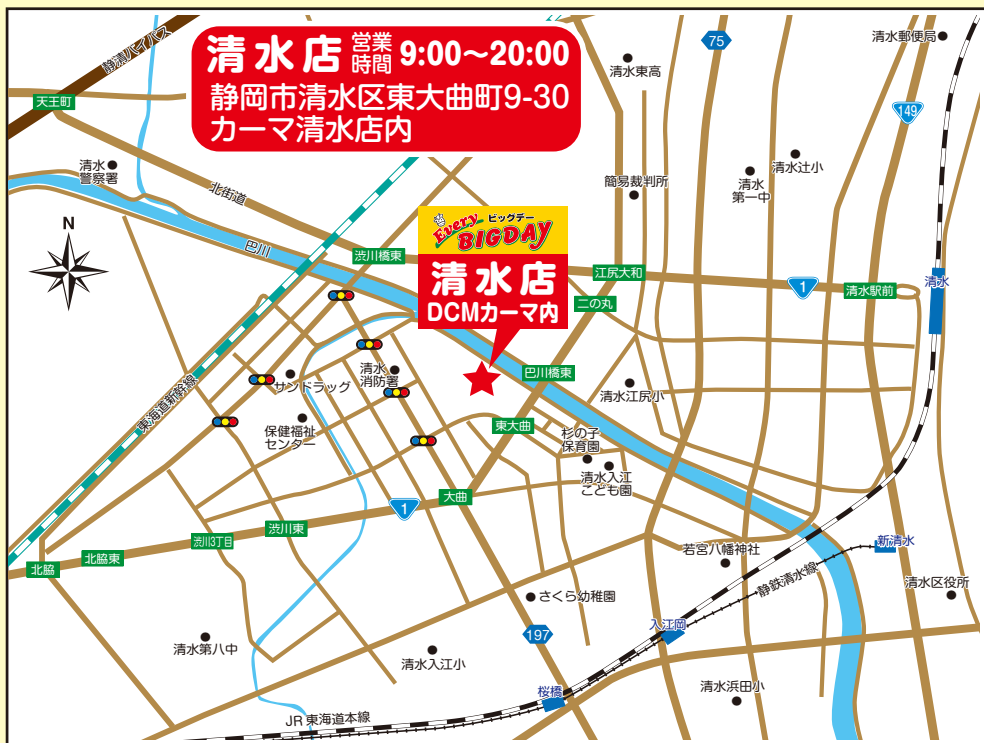 清水店 営業時間 9:00〜20:00
静岡市清水区東大曲町9-30
カーマ清水店内
静清バイパス
天王町
75
清水郵便局
清水東高
149
清水
警察署
北街道
簡易裁判所
清水
第一中
清水辻小
N
巴川
渋川橋東
Every ビッグデー
BIGDAY
清水店
DCMカーマ内
江尻大和
1
清水駅前
清水
二の丸
東海道新幹線
サンドラッグ
清水
消防署
巴川橋東
清水江尻小
保健福祉
センター
東大曲
杉の子
保育園
清水入江
こども園
大曲
1
渋川東
渋川3丁目
北脇東
北脇
若宮八幡神社
新清水
静鉄清水線
清水区役所
さくら幼稚園
入江岡
197
清水第八中
清水入江小
桜橋
清水浜田小
JR東海道本線